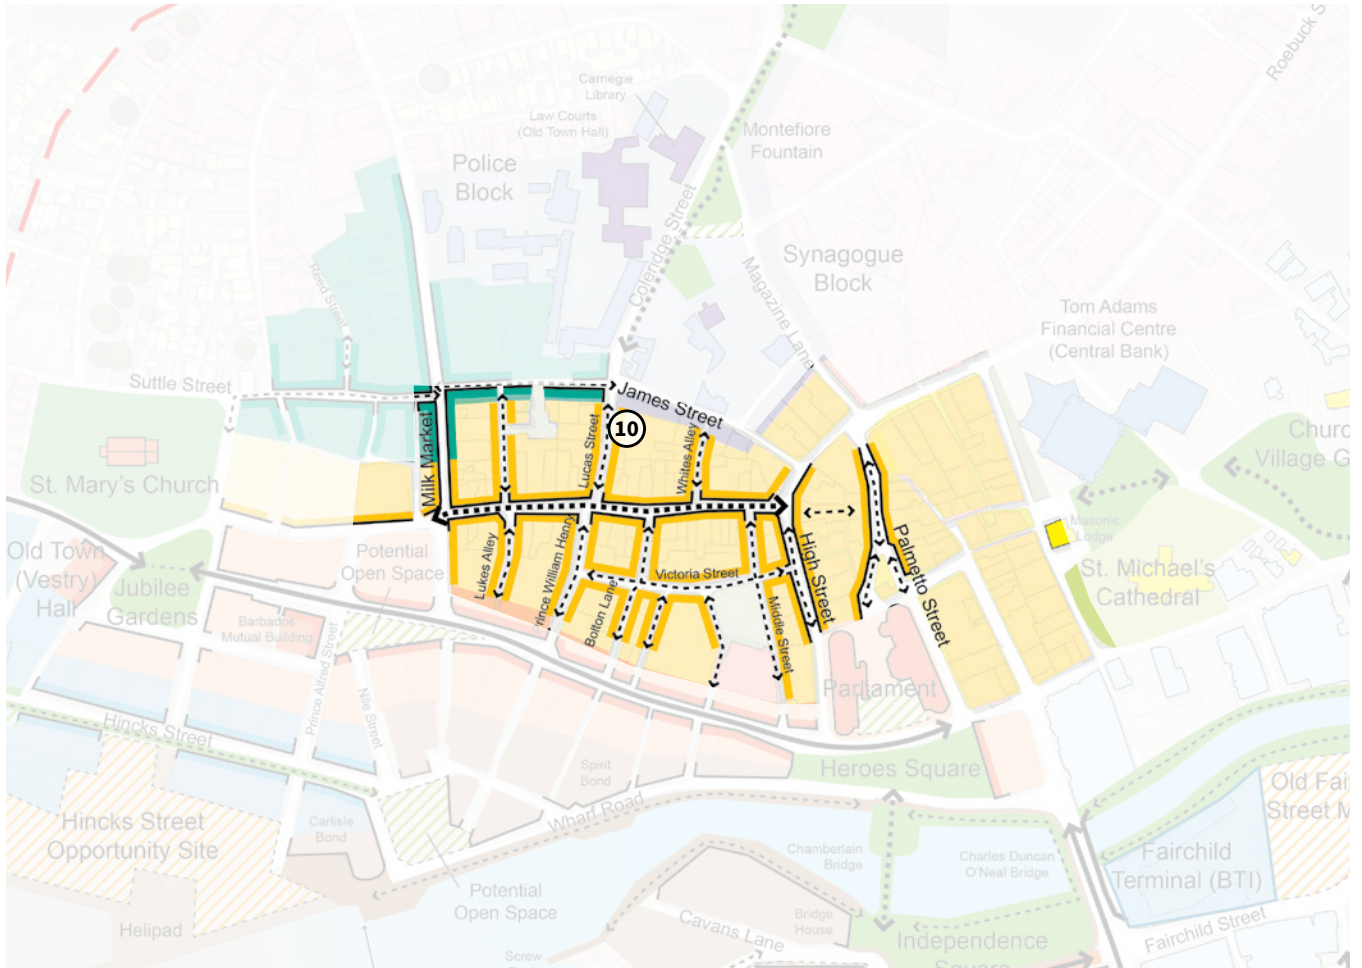 Roebuck S
Carnegie
Library
Law Courts
(Old Town Hall)
Montefiore
Fountain
Police
Block
Coleridge Street
Magazine Lane
Synagogue
Block
Reed Street
Tom Adams
Financial Centre
(Central Bank)
Suttle Street
James Street
10
Milk Market
Lucas Street
Whites Alley
Churc
Village G
St. Mary's Church
Masonic
Lodge
Old Town
(Vestry)
Hall
Jubilee
Gardens
Potential
Open Space
Lukes Alley
rince William Henry
Victoria Street
Bolton Lane
Middle Street
High Street
Palmetto Street
St. Michael's
Cathedral
Barbados
Mutual Building
Prince Alfred Street
Nile Street
Parliament
Hincks Street
Spirit
Bond
Heroes Square
Wharf Road
Old Fai
Street M
Hincks Street
Opportunity Site
Carlisle
Bond
Chamberlain
Bridge
Charles Duncan
O'Neal Bridge
Fairchild
Terminal (BTI)
Potential
Open Space
Helipad
Cavans Lane
Bridge
House
Independence
Square
Fairchild Street
Screw